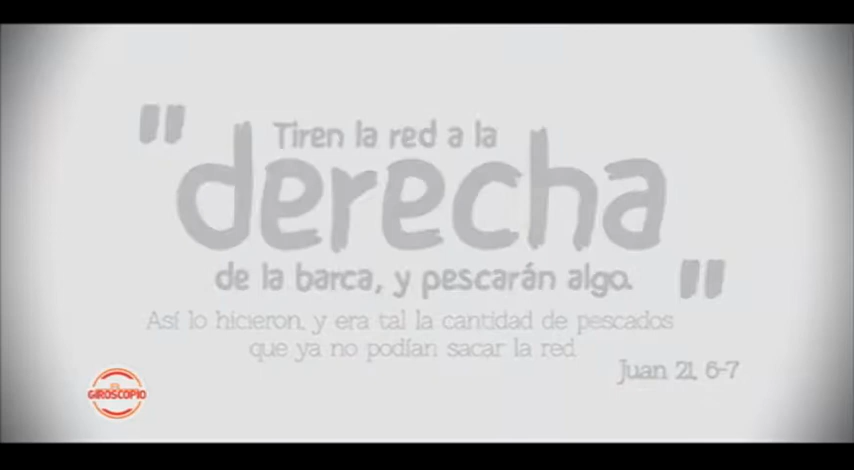 " Tiren la red a la
derecha
de la barca, y pescarán algo. "
Así lo hicieron, y era tal la cantidad de pescados
que ya no podían sacar la red
Juan 21, 6-7
EL
GIROSCOPIO